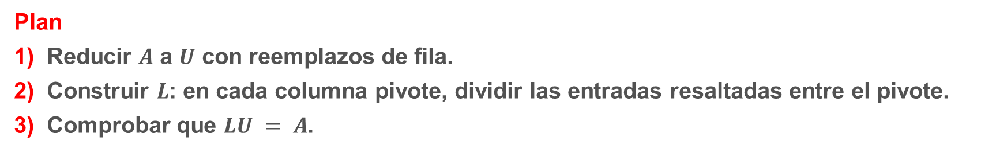 Plan
1) Reducir A a U con reemplazos de fila.
2) Construir L: en cada columna pivote, dividir las entradas resaltadas entre el pivote.
3) Comprobar que LU = A.